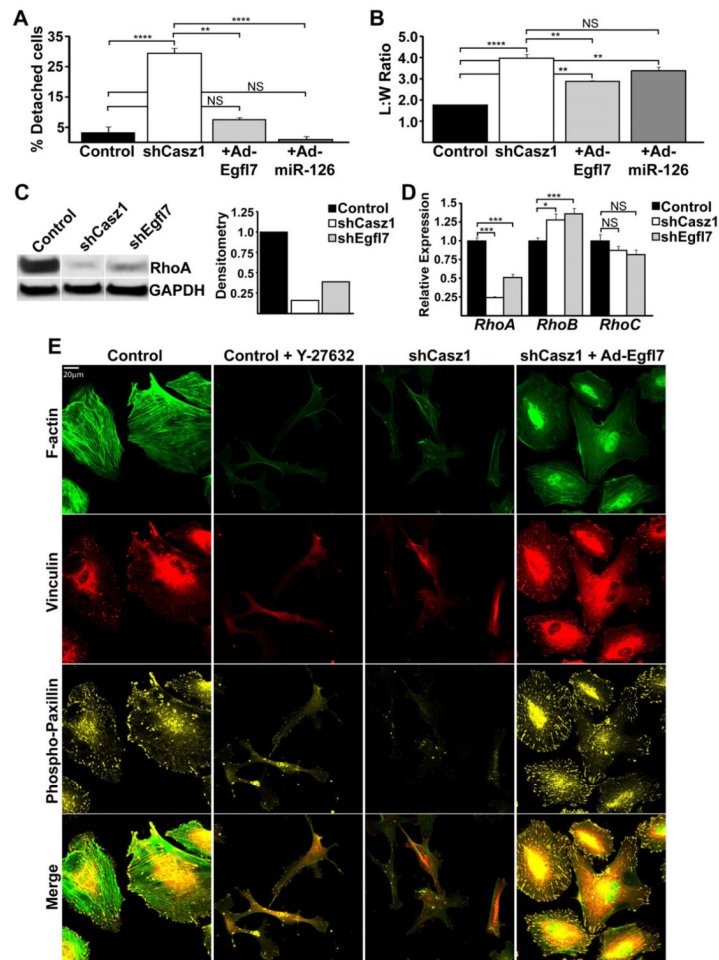 A
% Detached cells
35
25
15
5
****
****
**
NS
NS
Control
shCasz1
+Ad-
Egfl7
+Ad-
miR-126
B
L:W Ratio
5.0
4.0
3.0
2.0
1.0
NS
****
**
**
**
Control
shCasz1
+Ad-
Egfl7
+Ad-
miR-126
C
Control
shCasz1
shEgfl7
RhoA
GAPDH
Densitometry
1.25
1.0
0.75
0.5
0.25
Control
shCasz1
shEgfl7
D
Relative Expression
1.5
1.25
1.0
0.75
0.5
0.25
***
***
***
*
NS
NS
Control
shCasz1
shEgfl7
RhoA
RhoB
RhoC
E
Control
Control + Y-27632
shCasz1
shCasz1 + Ad-Egfl7
20μm
F-actin
Vinculin
Phospho-Paxillin
Merge